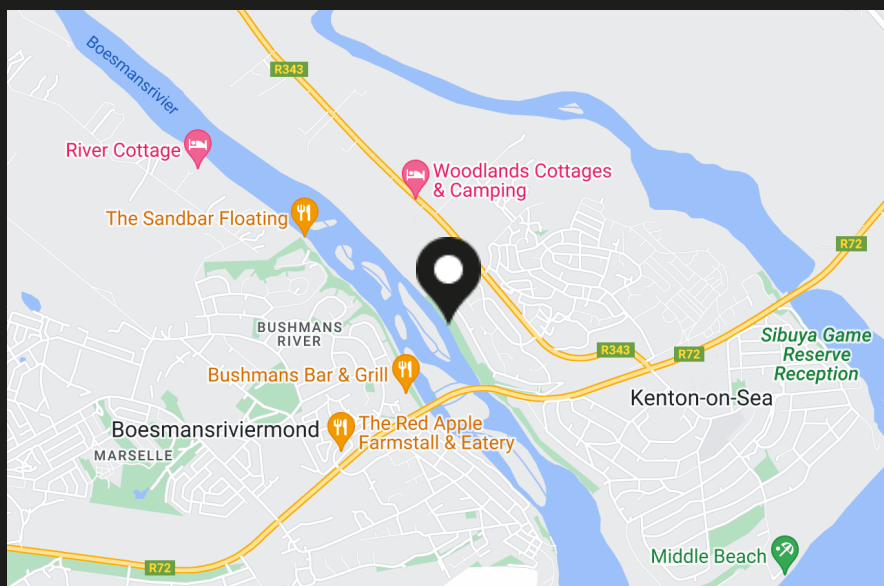 Boesmansrivier
R343
River Cottage
Woodlands Cottages
& Camping
The Sandbar Floating
R72
BUSHMANS
RIVER
Sibuya Game
Reserve
Reception
R343
R72
Bushmans Bar & Grill
Kenton-on-Sea
Boesmansriviermond
The Red Apple
Farmstall & Eatery
MARSELLE
Middle Beach
R72